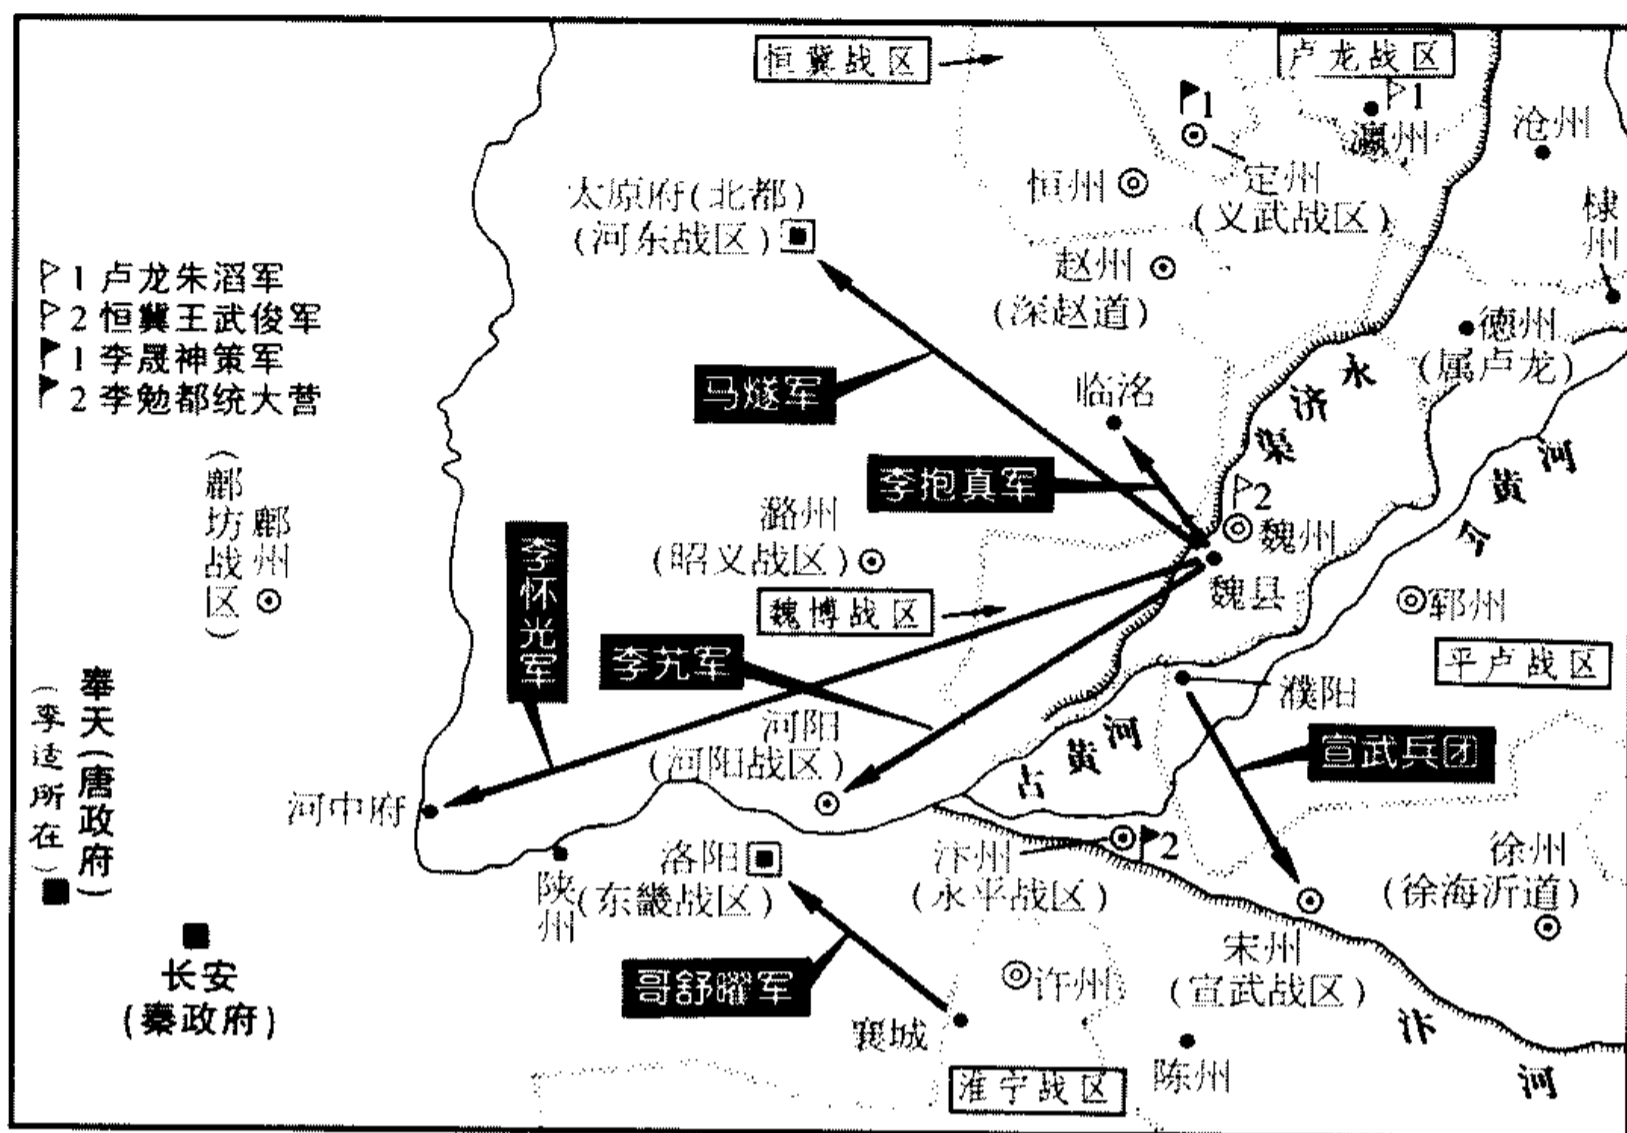 恒冀战区
卢龙战区
1
1
瀛州
沧州
定州
(义武战区)
恒州
棣州
太原府(北都)
(河东战区)
赵州
(深赵道)
1 卢龙朱滔军
2 恒冀王武俊军
1 李晟神策军
2 李勉都统大营
德州
(属卢龙)
马燧军
临洺
永济渠
今黄河
李抱真军
2
魏州
魏县
(鄜坊战区)
鄜州
潞州
(昭义战区)
李怀光军
魏博战区
郓州
平卢战区
李艽军
濮阳
奉天(唐政府)
(李适所在)
河阳
(河阳战区)
古黄河
宣武兵团
河中府
陕州
洛阳
(东畿战区)
汴州
(永平战区)
2
徐州
(徐海沂道)
宋州
(宣武战区)
长安
(秦政府)
哥舒曜军
许州
襄城
陈州
淮宁战区
汴河